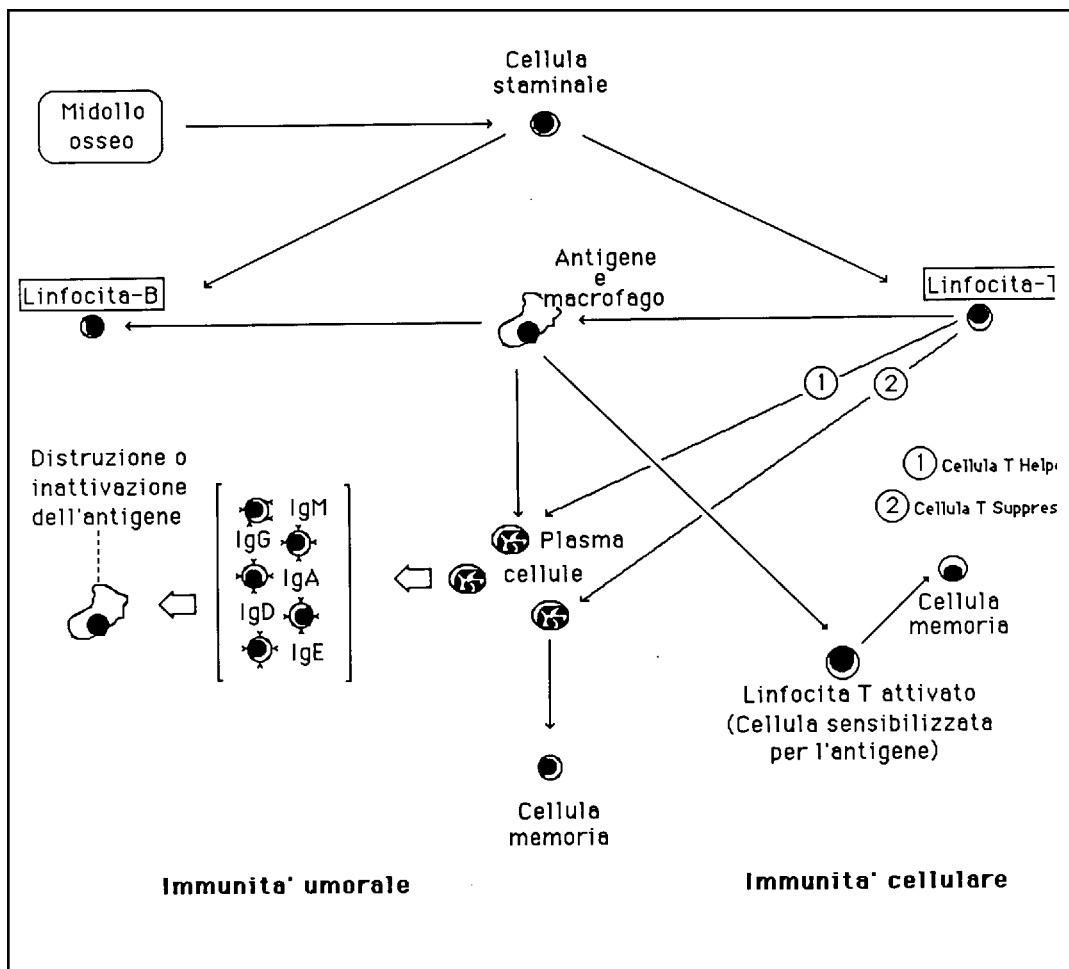 Cellula
staminale
Midollo
osseo
Antigene
e
macrofago
Linfocita-B
Linfocita-T
1
2
Distruzione o
inattivazione
dell'antigene
IgM
IgG
IgA
IgD
IgE
Plasma
cellule
1 Cellula T Helpe
2 Cellula T Suppres
Cellula
memoria
Linfocita T attivato
(Cellula sensibilizzata
per l'antigene)
Cellula
memoria
Immunita' umorale
Immunita' cellulare